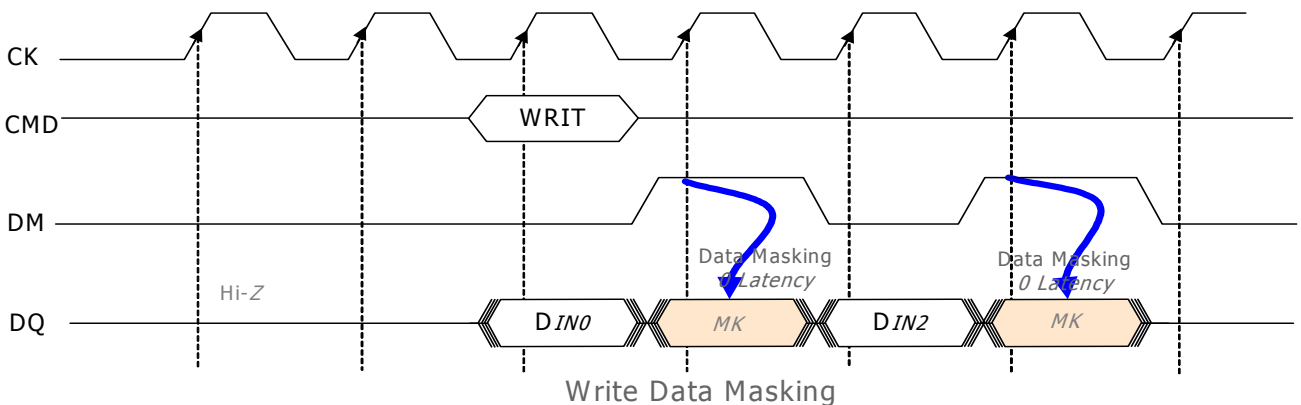 CK
CMD
WRIT
DM
Data Masking
0 Latency
Data Masking
0 Latency
Hi-Z
DQ
DIN0
MK
DIN2
MK
Write Data Masking